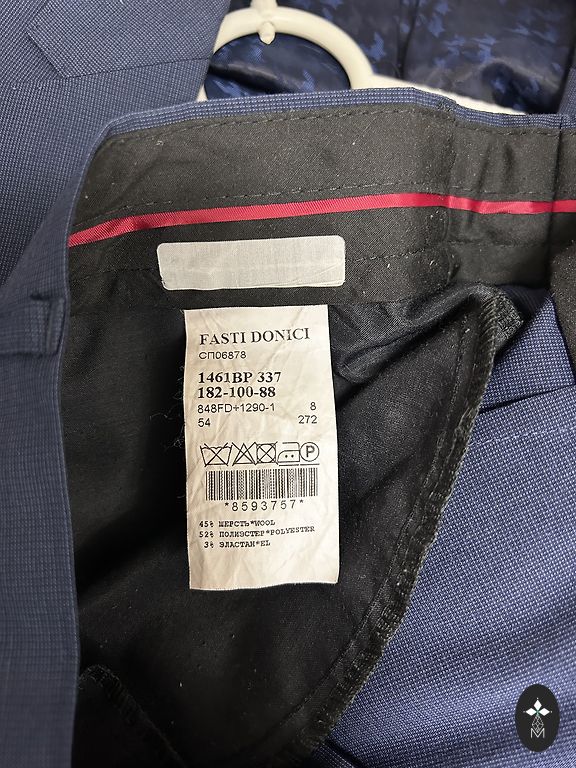 FASTI DONICI
СП06878
1461BP 337
182-100-88
848FD+1290-1 8
54 272
P
*8593757*
45% ШЕРСТЬ*WOOL
52% ПОЛИЭСТЕР*POLYESTER
3% ЭЛАСТАН*EL
M